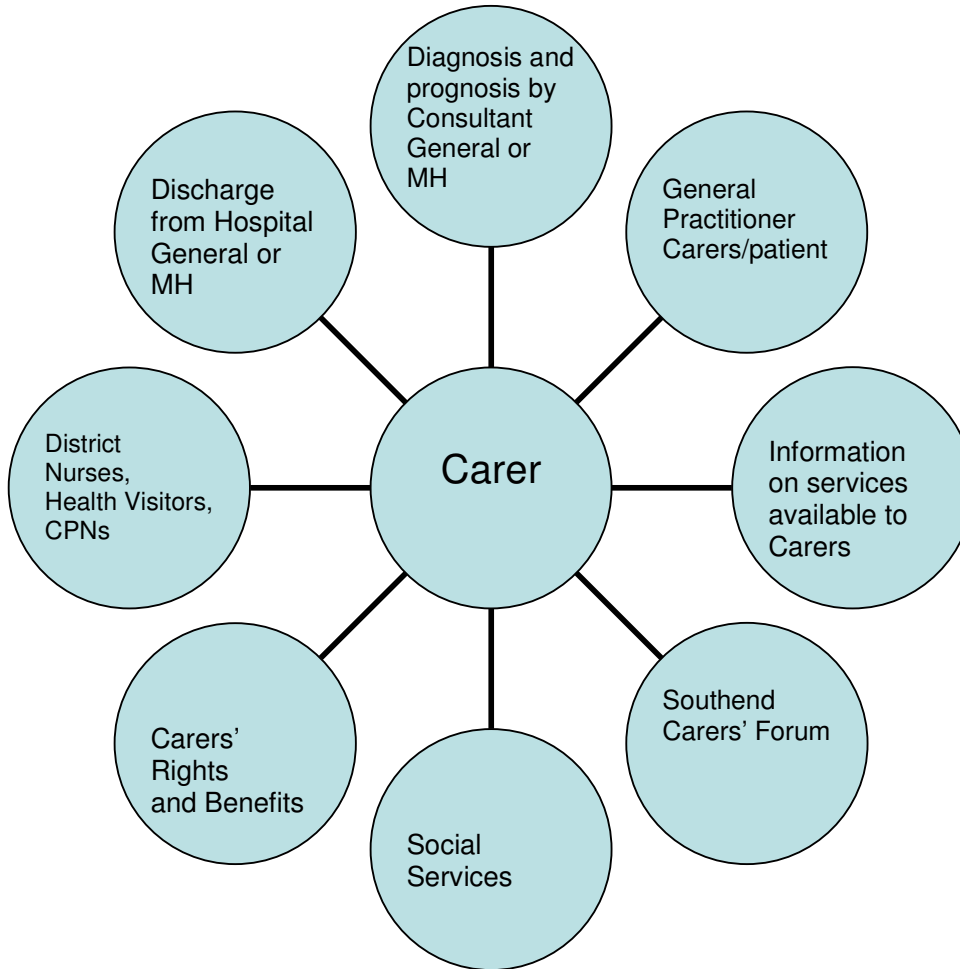 Diagnosis and
prognosis by
Consultant
General or
MH
General
Practitioner
Carers/patient
Information
on services
available to
Carers
Southend
Carers’ Forum
Social
Services
Carers’
Rights
and Benefits
District
Nurses,
Health Visitors,
CPNs
Discharge
from Hospital
General or
MH
Carer